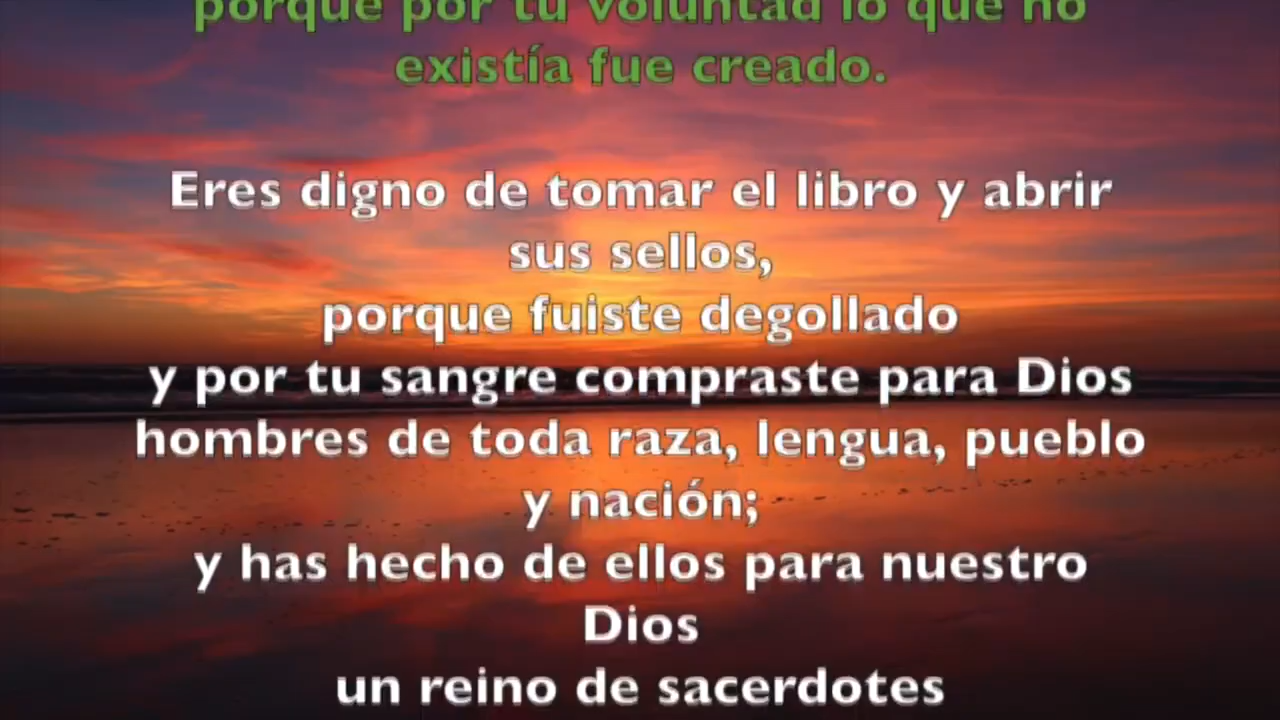 porque por tu voluntad lo que no
existía fue creado.
Eres digno de tomar el libro y abrir
sus sellos,
porque fuiste degollado
y por tu sangre compraste para Dios
hombres de toda raza, lengua, pueblo
y nación;
y has hecho de ellos para nuestro
Dios
un reino de sacerdotes